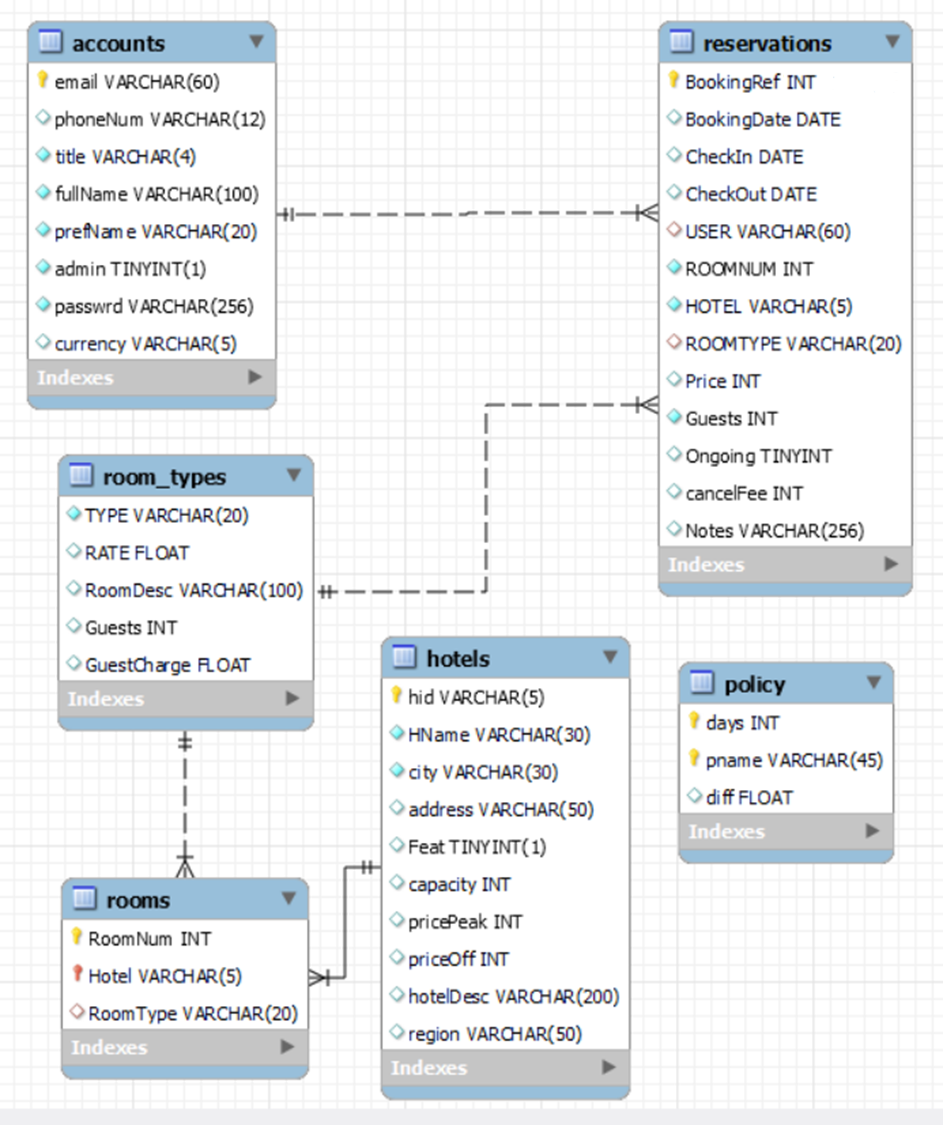 accounts
email VARCHAR(60)
phoneNum VARCHAR(12)
title VARCHAR(4)
fullName VARCHAR(100)
prefName VARCHAR(20)
admin TINYINT(1)
passwrd VARCHAR(256)
currency VARCHAR(5)
Indexes
reservations
BookingRef INT
BookingDate DATE
CheckIn DATE
CheckOut DATE
USER VARCHAR(60)
ROOMNUM INT
HOTEL VARCHAR(5)
ROOMTYPE VARCHAR(20)
Price INT
Guests INT
Ongoing TINYINT
cancelFee INT
Notes VARCHAR(256)
Indexes
room_types
TYPE VARCHAR(20)
RATE FLOAT
RoomDesc VARCHAR(100)
Guests INT
GuestCharge FLOAT
Indexes
hotels
hid VARCHAR(5)
HName VARCHAR(30)
city VARCHAR(30)
address VARCHAR(50)
Feat TINYINT(1)
capacity INT
pricePeak INT
priceOff INT
hotelDesc VARCHAR(200)
region VARCHAR(50)
Indexes
policy
days INT
pname VARCHAR(45)
diff FLOAT
Indexes
rooms
RoomNum INT
Hotel VARCHAR(5)
RoomType VARCHAR(20)
Indexes